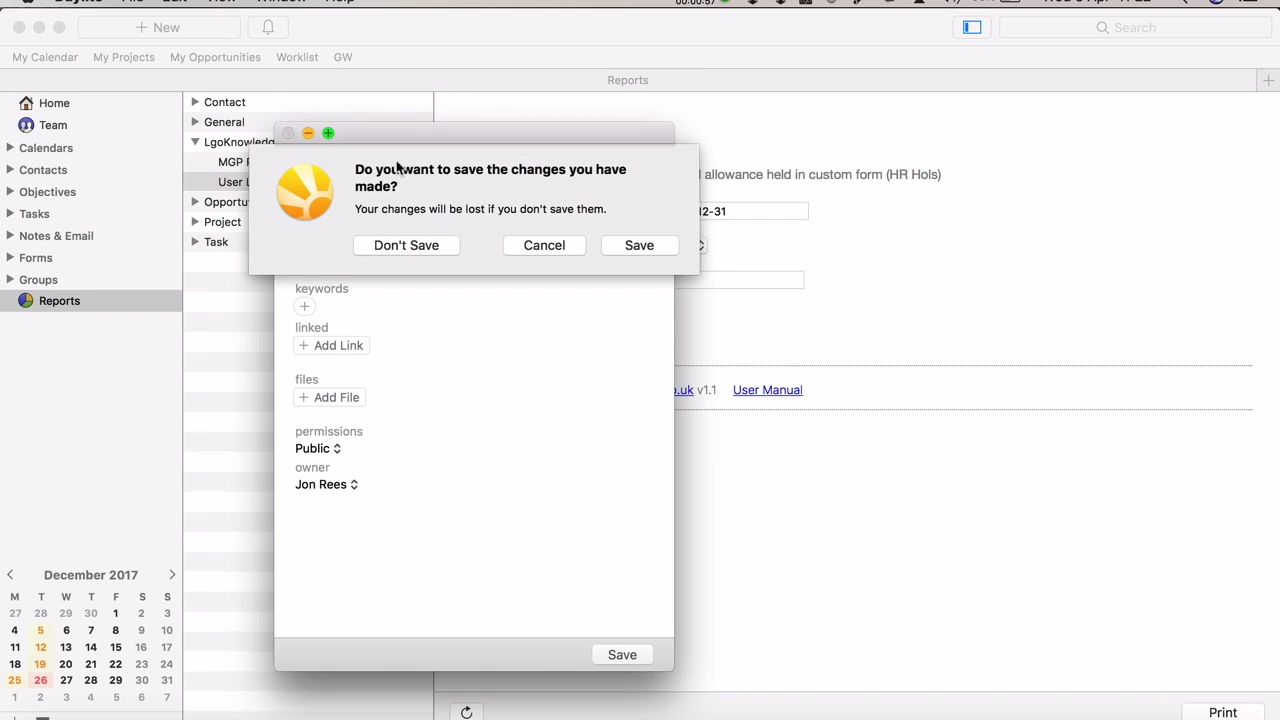 00:00:57
+ New
Search
My Calendar My Projects My Opportunities Worklist GW
Reports
Home
Team
Calendars
Contacts
Objectives
Tasks
Notes & Email
Forms
Groups
Reports
Contact
General
LgoKnowledg
MGP
User L
Opportu
Project
Task
Do you want to save the changes you have
made?
Your changes will be lost if you don't save them.
Don't Save Cancel Save
allowance held in custom form (HR Hols)
12-31
keywords
+
linked
+ Add Link
files
+ Add File
permissions
Public
owner
Jon Rees
Save
o.uk v1.1 User Manual
December 2017
M T W T F S S
27 28 29 30 1 2 3
4 5 6 7 8 9 10
11 12 13 14 15 16 17
18 19 20 21 22 23 24
25 26 27 28 29 30 31
1 2 3 4 5 6 7
Print